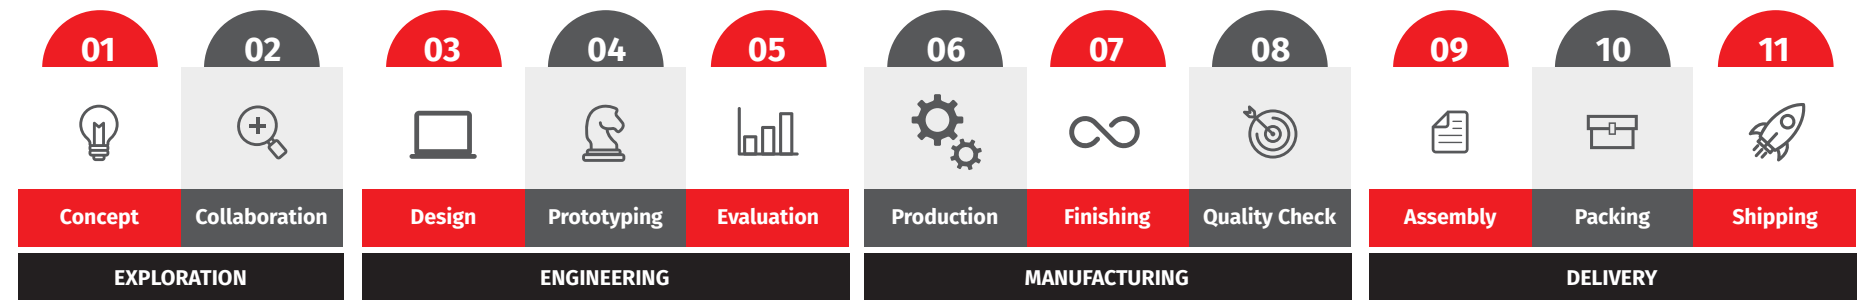 01 02 03 04 05 06 07 08 09 10 11
Concept Collaboration Design Prototyping Evaluation Production Finishing Quality Check Assembly Packing Shipping
EXPLORATION ENGINEERING MANUFACTURING DELIVERY